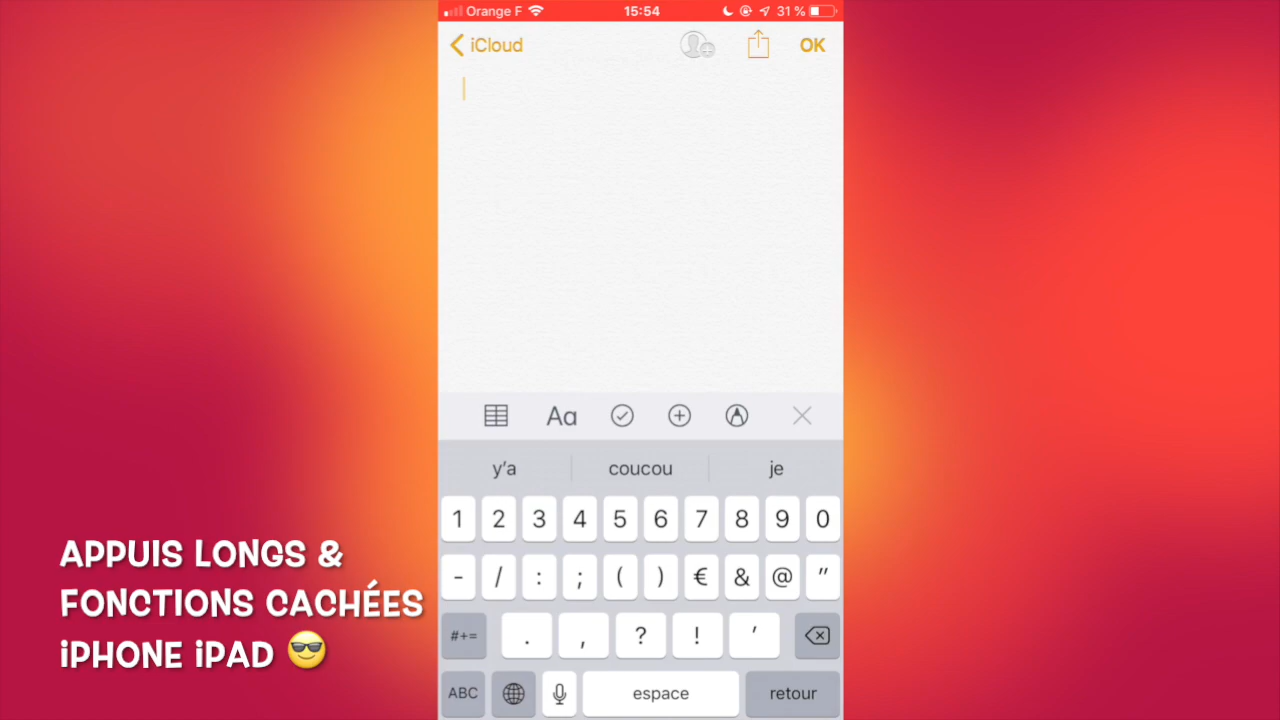 Orange F 15:54 31 %
iCloud OK
Aa
y'a coucou je
1 2 3 4 5 6 7 8 9 0
- / : ; ( ) € & @ "
#+= . , ? ! '
ABC espace retour
APPUIS LONGS &
FONCTIONS CACHÉES
iPHONE iPAD 😎